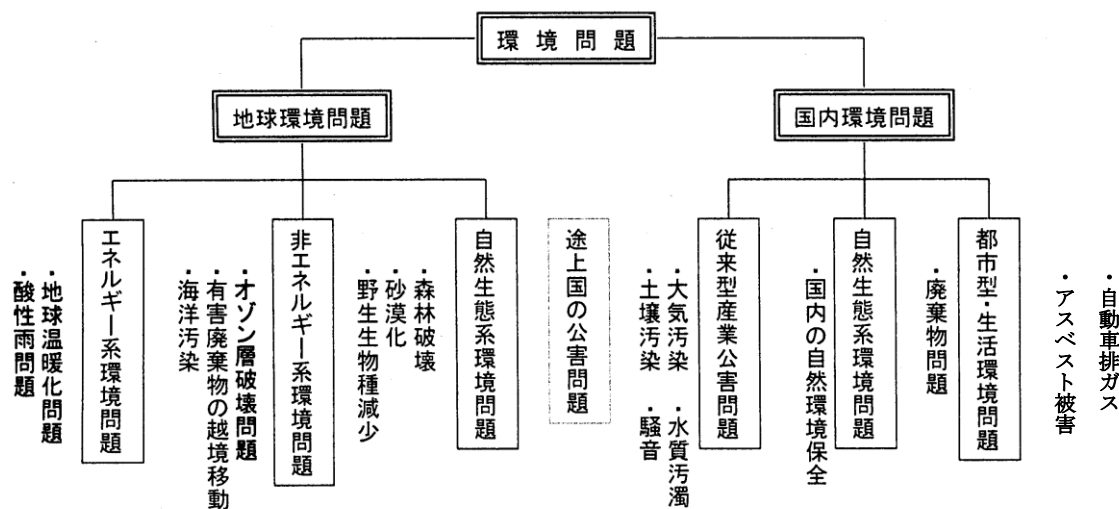 環境問題
地球環境問題
国内環境問題
エネルギー系環境問題
・地球温暖化問題
・酸性雨問題
非エネルギー系環境問題
・オゾン層破壊問題
・有害廃棄物の越境移動
・海洋汚染
自然生態系環境問題
・森林破壊
・砂漠化
・野生生物種減少
途上国の公害問題
従来型産業公害問題
・大気汚染 ・水質汚濁
・土壌汚染 ・騒音
自然生態系環境問題
・国内の自然環境保全
都市型・生活環境問題
・廃棄物問題
・自動車排ガス
・アスベスト被害